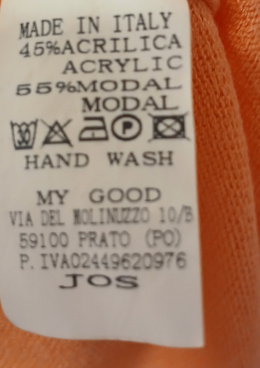 MADE IN ITALY
45%ACRILICA
ACRYLIC
55%MODAL
MODAL
P
HAND WASH
MY GOOD
VIA DEL MOLINUZZO 10/B
59100 PRATO (PO)
P. IVA02449620976
JOS